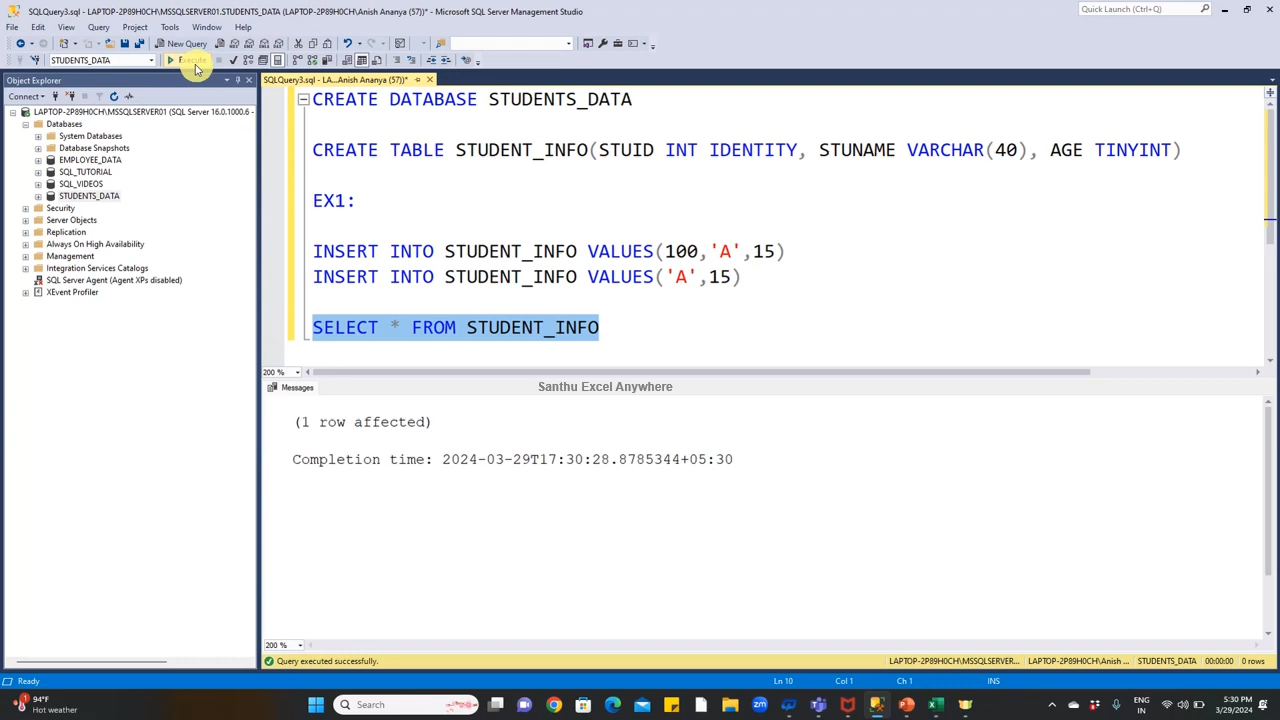 SQLQuery3.sql - LAPTOP-2P89H0CH\MSSQLSERVER01.STUDENTS_DATA (LAPTOP-2P89H0CH\Anish Ananya (57))* - Microsoft SQL Server Management Studio
Quick Launch (Ctrl+Q)
File Edit View Query Project Tools Window Help
New Query
STUDENTS_DATA
Execute
Object Explorer
SQLQuery3.sql - LA...Anish Ananya (57))*
Connect
LAPTOP-2P89H0CH\MSSQLSERVER01 (SQL Server 16.0.1000.6 -
Databases
System Databases
Database Snapshots
EMPLOYEE_DATA
SQL_TUTORIAL
SQL_VIDEOS
STUDENTS_DATA
Security
Server Objects
Replication
Always On High Availability
Management
Integration Services Catalogs
SQL Server Agent (Agent XPs disabled)
XEvent Profiler
CREATE DATABASE STUDENTS_DATA
CREATE TABLE STUDENT_INFO(STUID INT IDENTITY, STUNAME VARCHAR(40), AGE TINYINT)
EX1:
INSERT INTO STUDENT_INFO VALUES(100,'A',15)
INSERT INTO STUDENT_INFO VALUES('A',15)
SELECT * FROM STUDENT_INFO
200 %
Messages
Santhu Excel Anywhere
(1 row affected)
Completion time: 2024-03-29T17:30:28.8785344+05:30
200 %
Query executed successfully.
LAPTOP-2P89H0CH\MSSQLSERVER... LAPTOP-2P89H0CH\Anish ... STUDENTS_DATA 00:00:00 0 rows
Ready
Ln 10 Col 1 Ch 1 INS
94°F
Hot weather
Search
ENG
IN
5:30 PM
3/29/2024